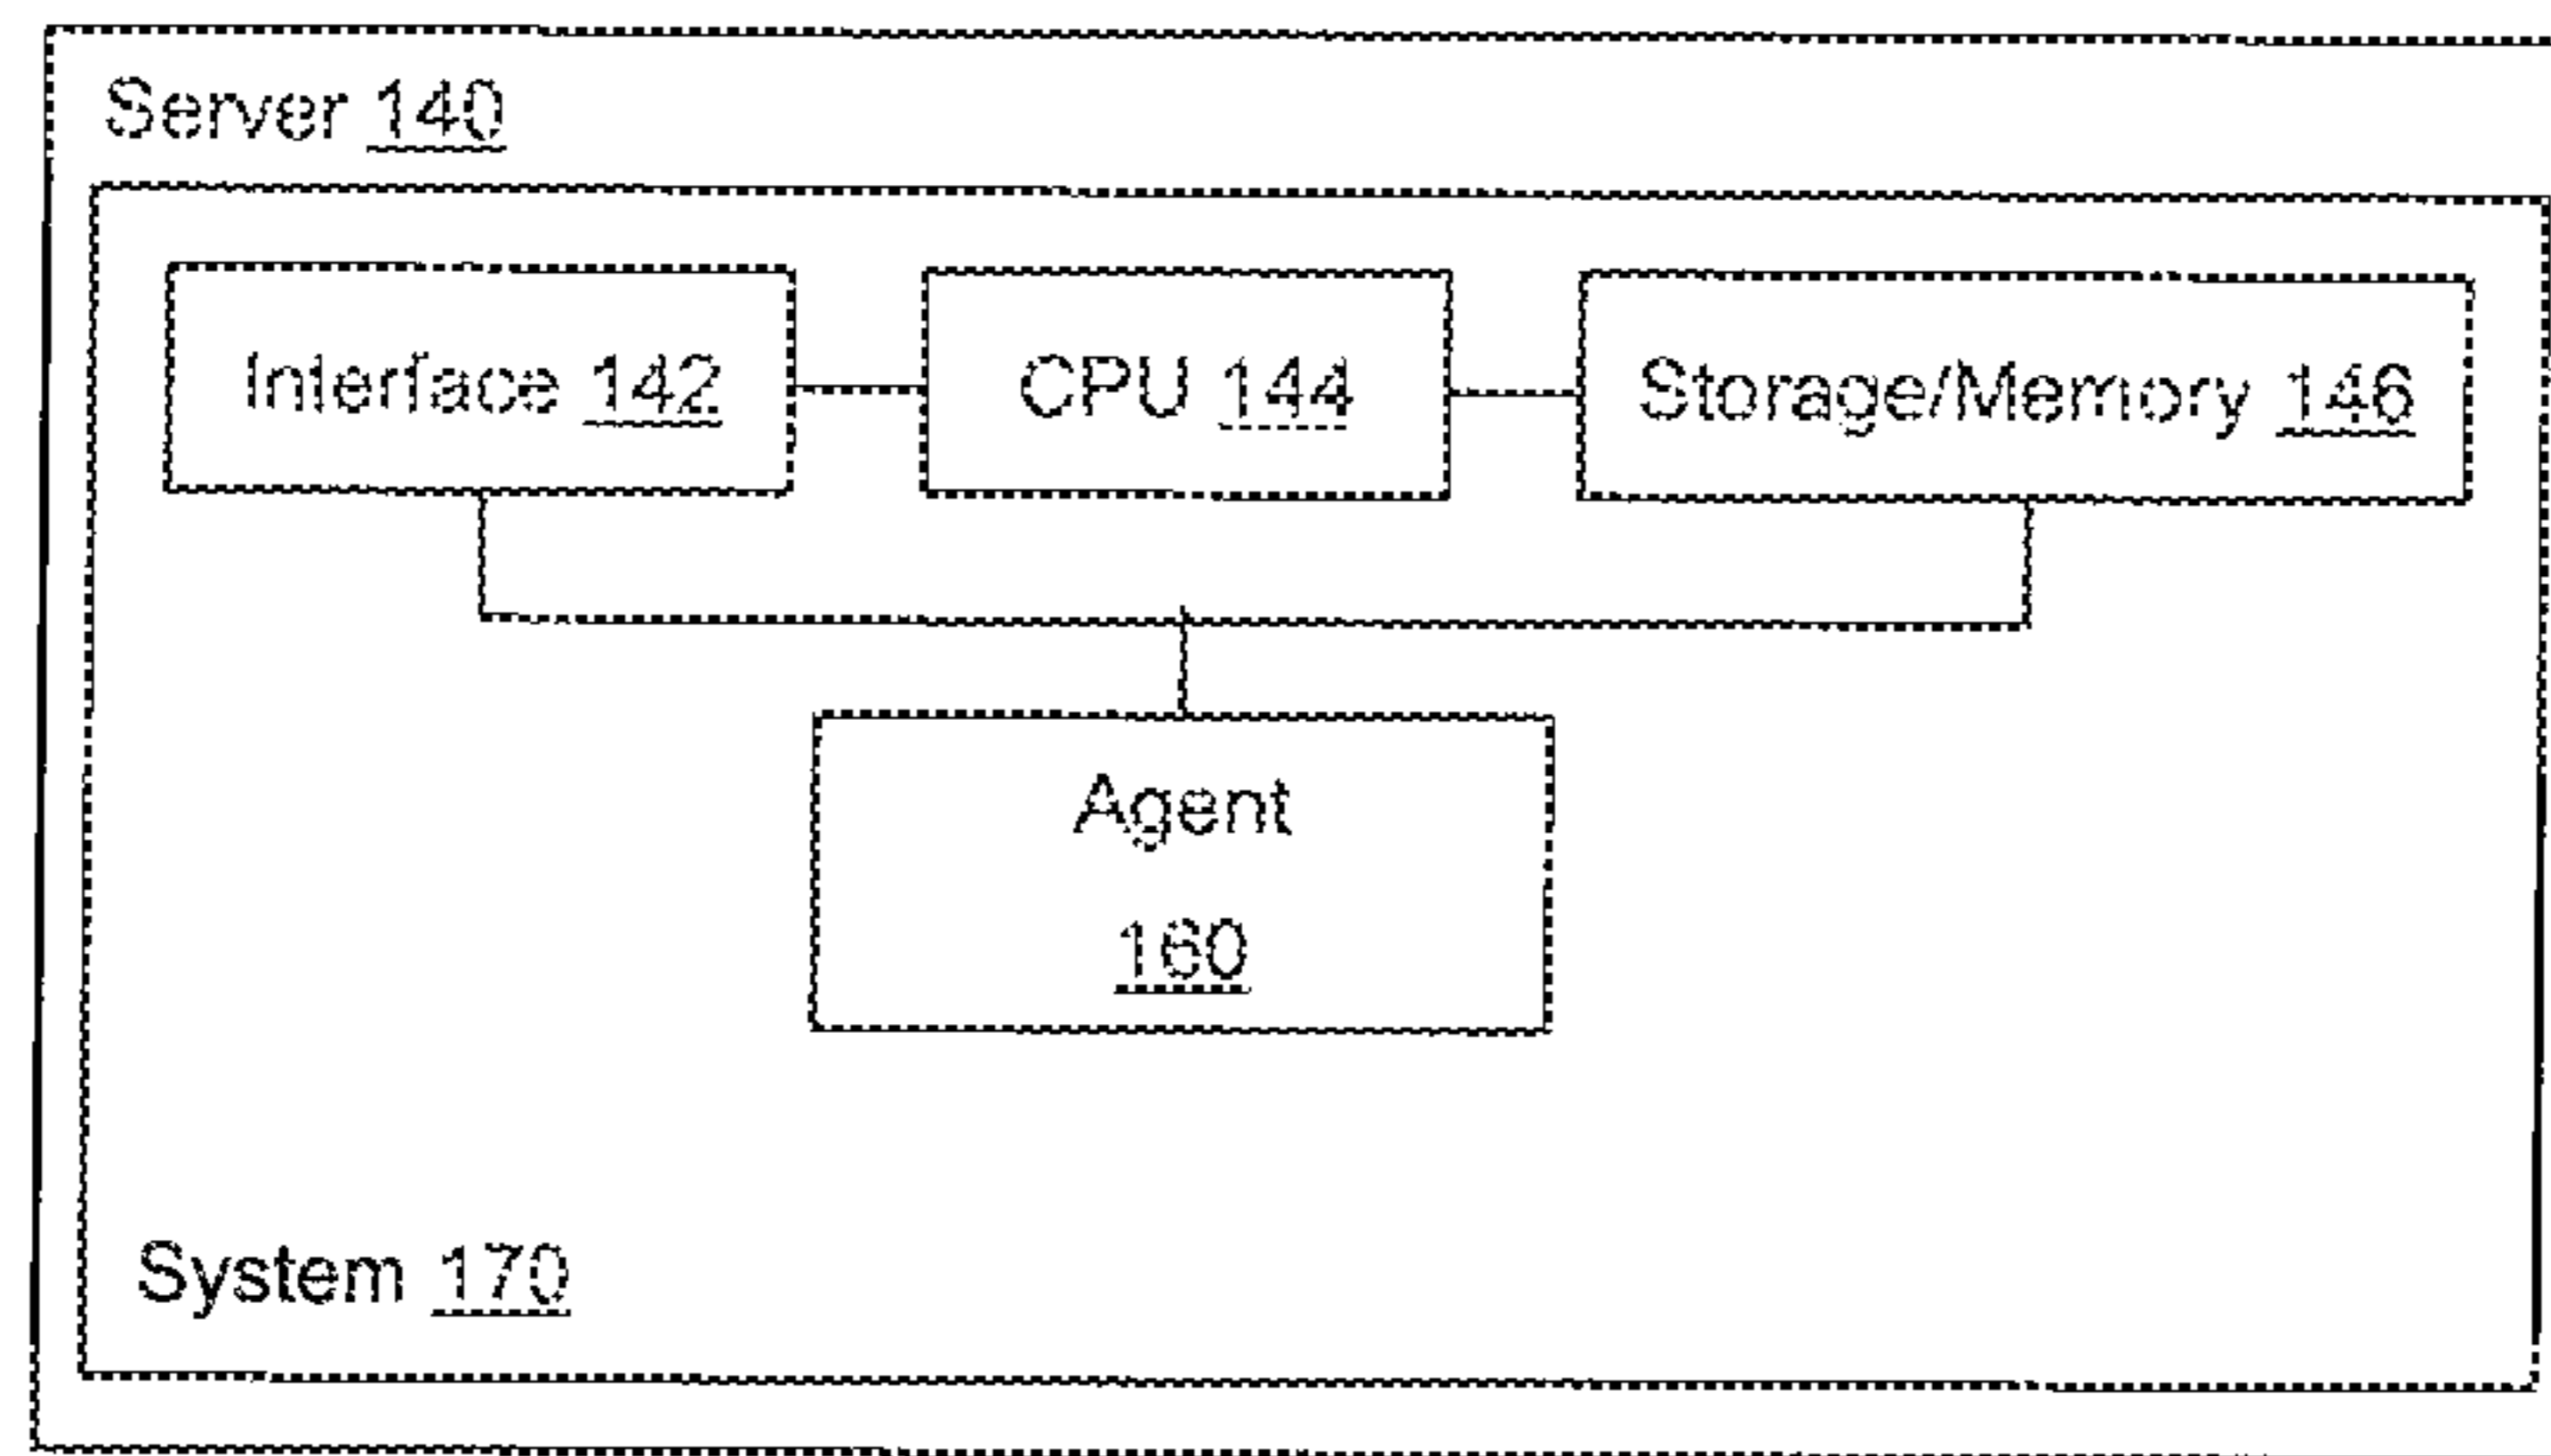 Server 140
Interface 142
CPU 144
Storage/Memory 146
Agent
160
System 170